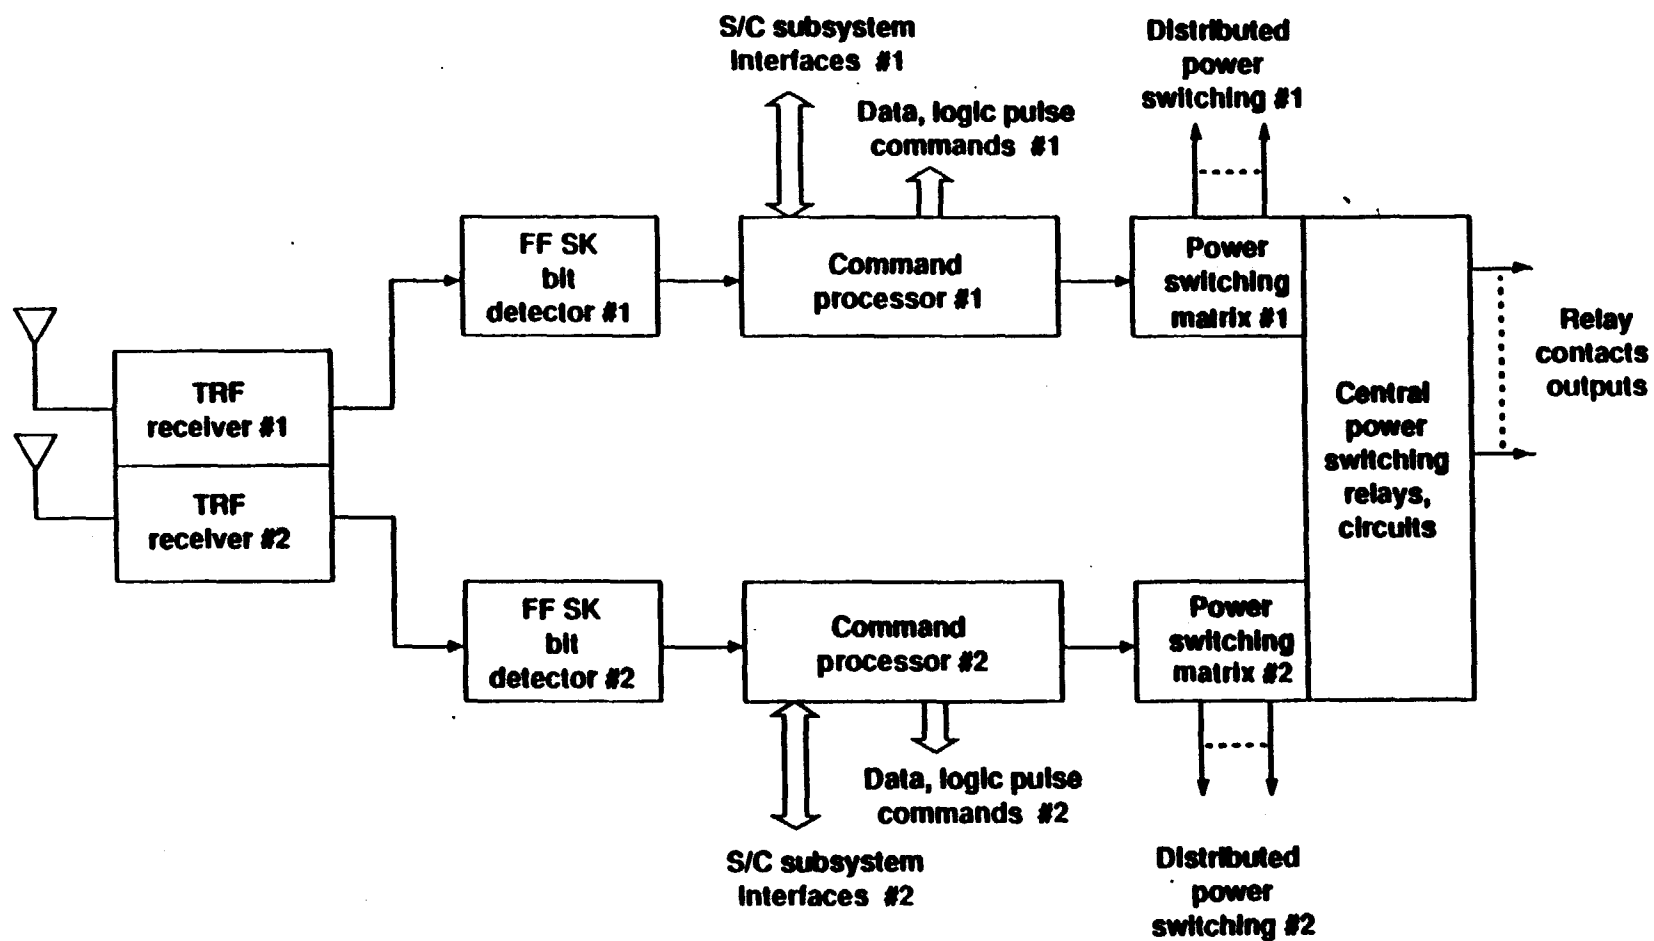 S/C subsystem
Interfaces #1
Distributed
power
switching #1
Data, logic pulse
commands #1
FF SK
bit
detector #1
Command
processor #1
Power
switching
matrix #1
Relay
contacts
outputs
TRF
receiver #1
Central
power
switching
relays,
circuits
TRF
receiver #2
FF SK
bit
detector #2
Command
processor #2
Power
switching
matrix #2
Data, logic pulse
commands #2
S/C subsystem
Interfaces #2
Distributed
power
switching #2